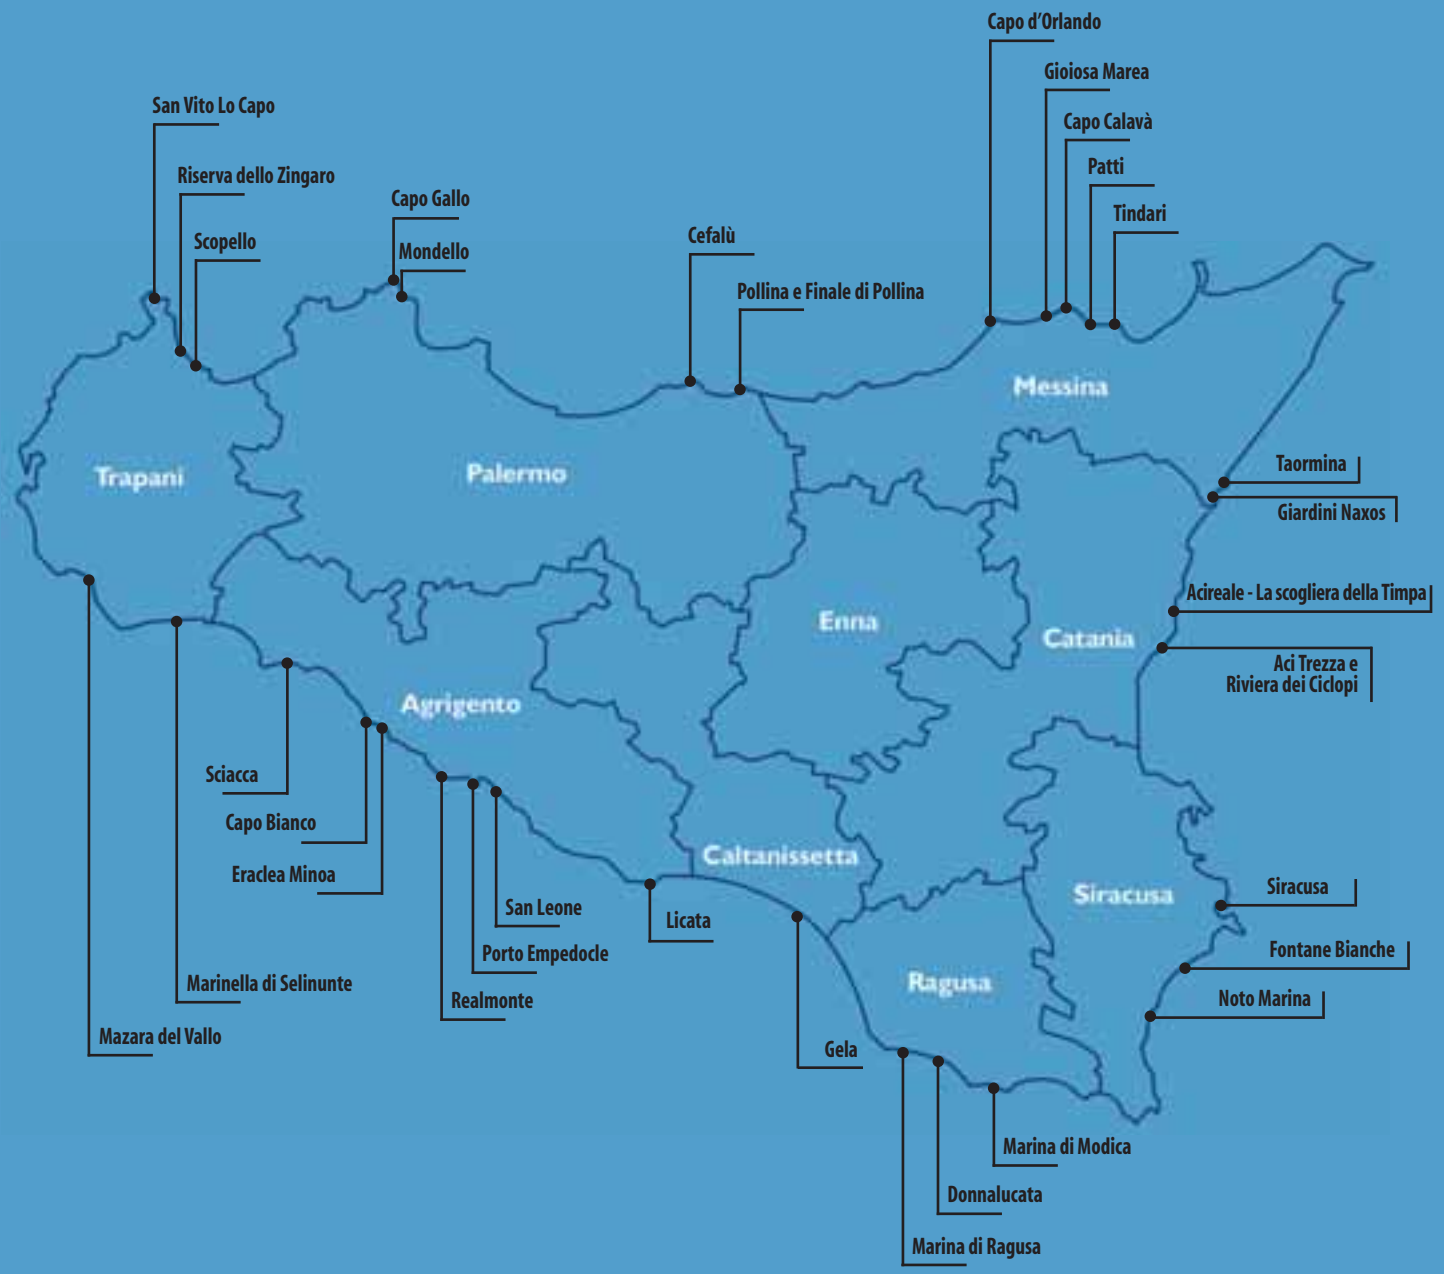 Capo d'Orlando
Gioiosa Marea
San Vito Lo Capo
Capo Calavà
Patti
Riserva dello Zingaro
Capo Gallo
Tindari
Scopello
Cefalù
Mondello
Pollina e Finale di Pollina
Messina
Taormina
Trapani
Palermo
Giardini Naxos
Acireale - La scogliera della Timpa
Enna
Catania
Aci Trezza e
Riviera dei Ciclopi
Agrigento
Sciacca
Capo Bianco
Caltanissetta
Eraclea Minoa
Siracusa
Siracusa
San Leone
Licata
Fontane Bianche
Porto Empedocle
Marinella di Selinunte
Ragusa
Realmonte
Noto Marina
Mazara del Vallo
Gela
Marina di Modica
Donnalucata
Marina di Ragusa